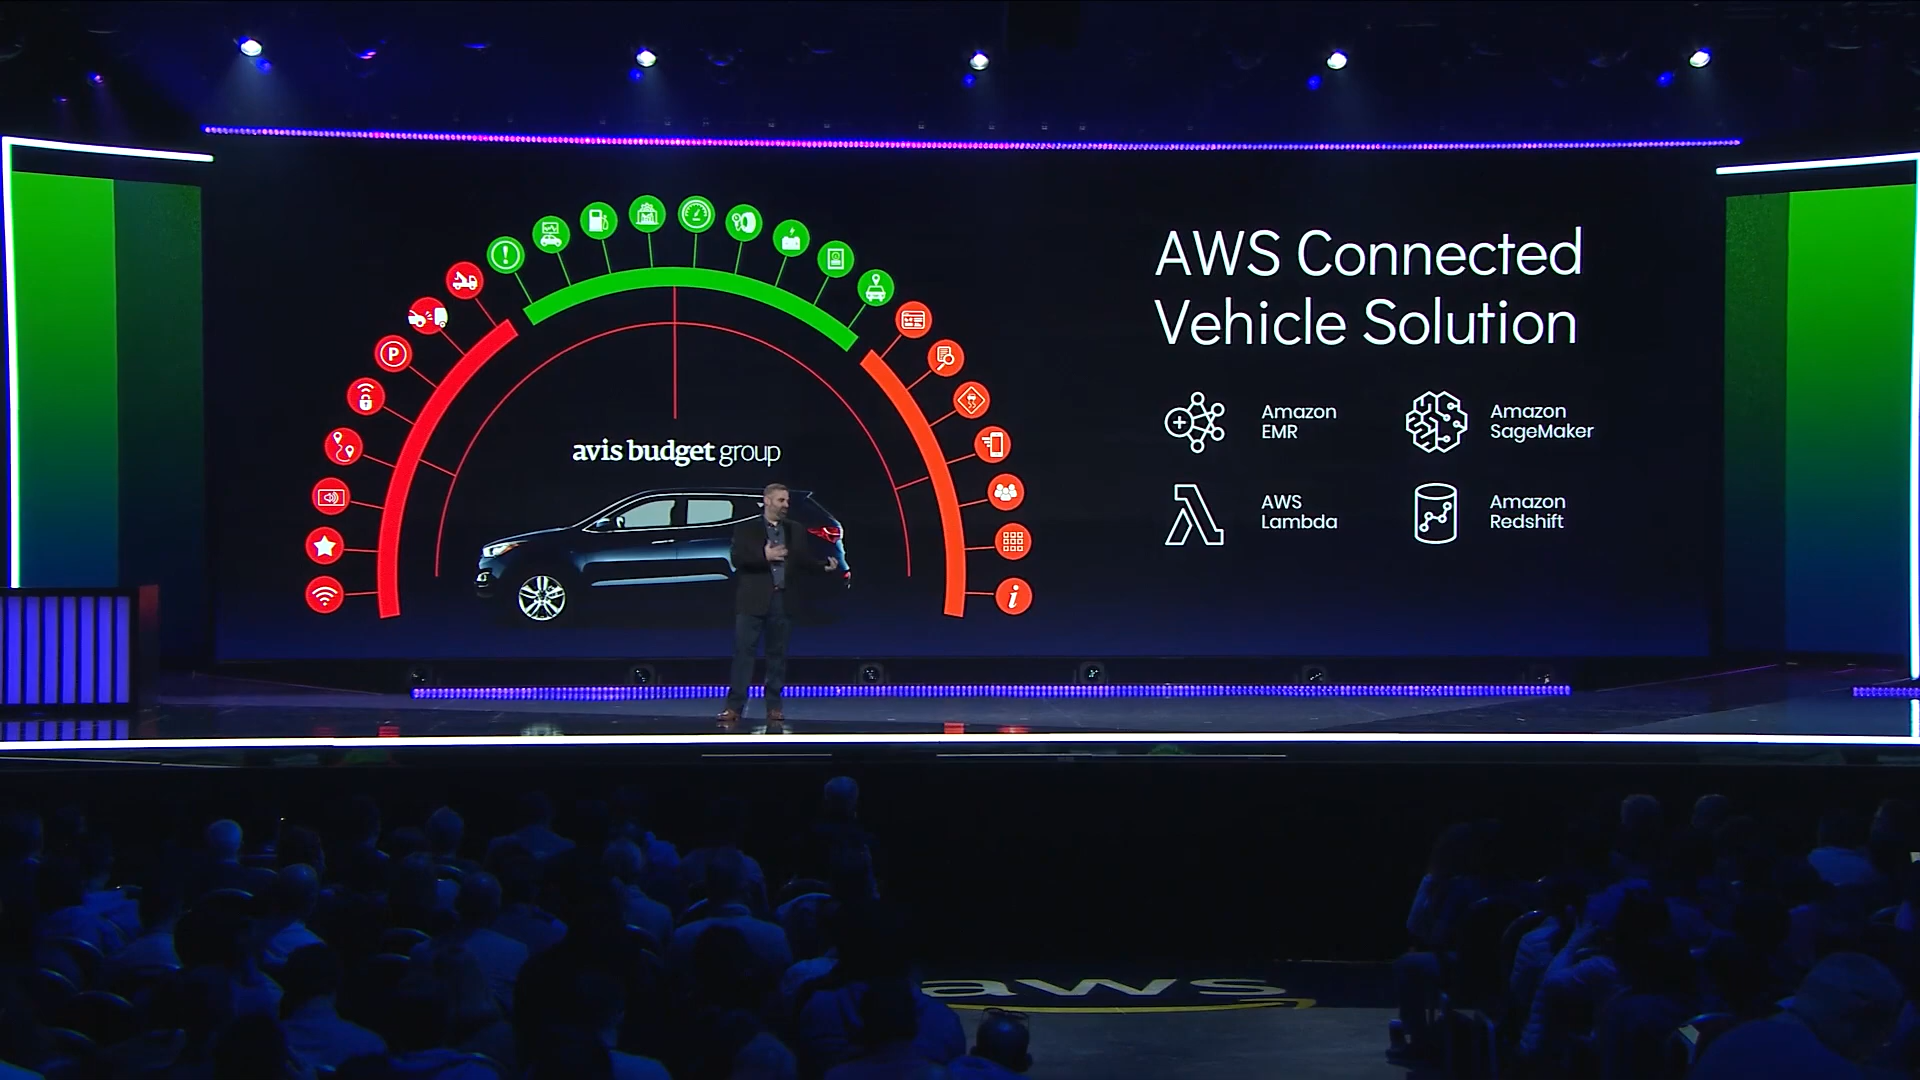 AWS Connected
Vehicle Solution
avis budget group
Amazon
EMR
Amazon
SageMaker
AWS
Lambda
Amazon
Redshift
P
i
aws